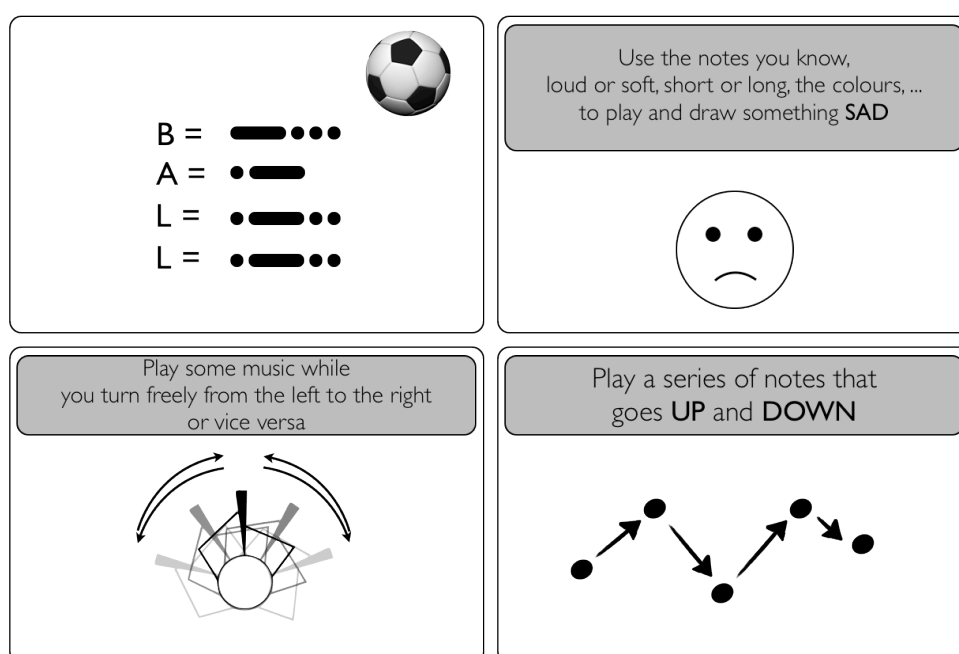 B =
A =
L =
L =
Use the notes you know,
loud or soft, short or long, the colours, ...
to play and draw something SAD
Play some music while
you turn freely from the left to the right
or vice versa
Play a series of notes that
goes UP and DOWN